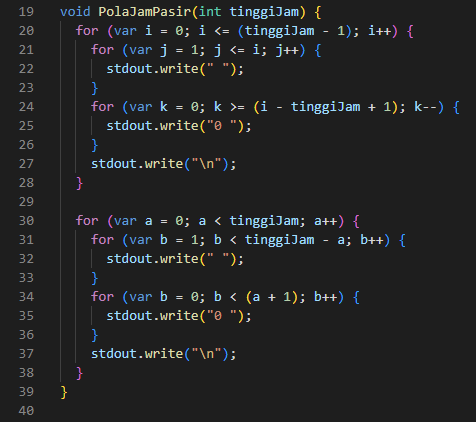 19 void PolaJamPasir(int tinggiJam) {
20   for (var i = 0; i <= (tinggiJam - 1); i++) {
21     for (var j = 1; j <= i; j++) {
22       stdout.write(" ");
23     }
24     for (var k = 0; k >= (i - tinggiJam + 1); k--) {
25       stdout.write("0 ");
26     }
27     stdout.write("\n");
28   }
29
30   for (var a = 0; a < tinggiJam; a++) {
31     for (var b = 1; b < tinggiJam - a; b++) {
32       stdout.write(" ");
33     }
34     for (var b = 0; b < (a + 1); b++) {
35       stdout.write("0 ");
36     }
37     stdout.write("\n");
38   }
39 }
40